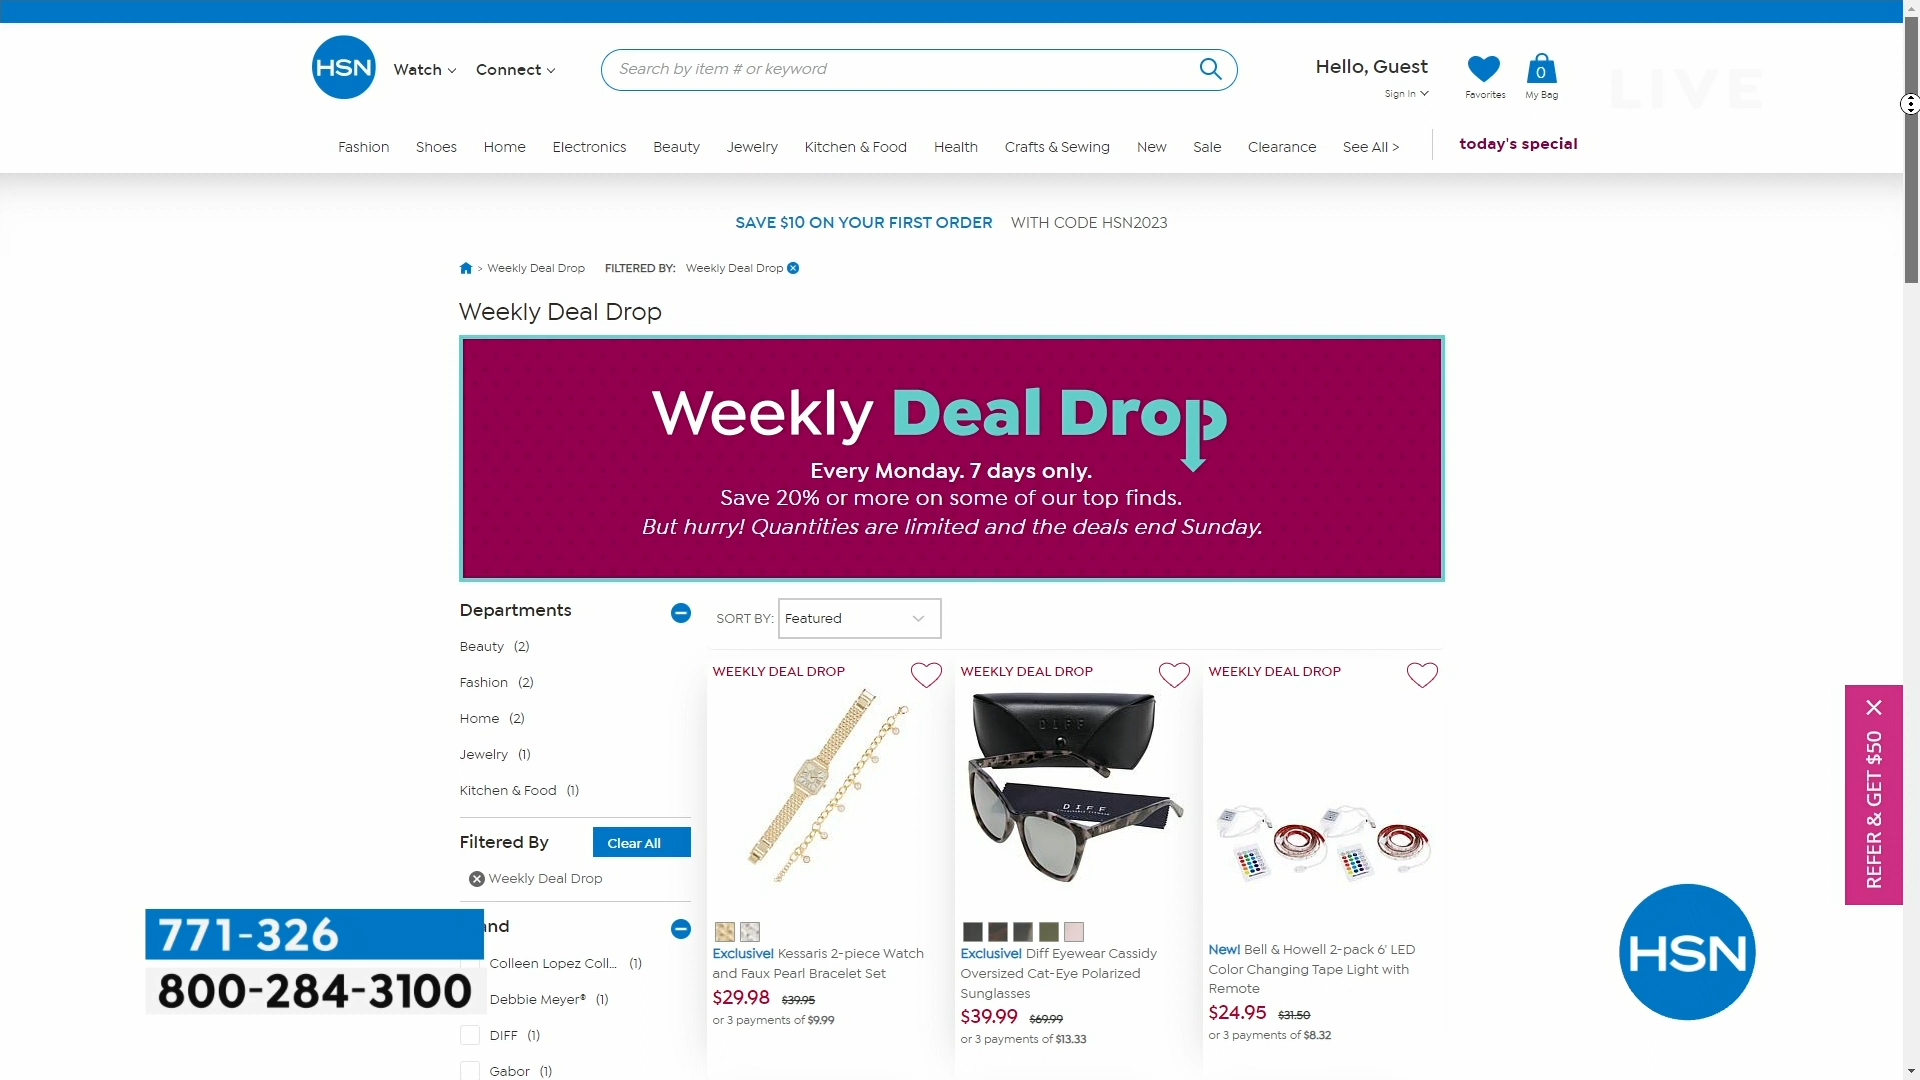 HSN
Watch
Connect
Search by item # or keyword
Hello, Guest
Sign In
Favorites
0
My Bag
LIVE
Fashion
Shoes
Home
Electronics
Beauty
Jewelry
Kitchen & Food
Health
Crafts & Sewing
New
Sale
Clearance
See All >
today's special
SAVE $10 ON YOUR FIRST ORDER WITH CODE HSN2023
> Weekly Deal Drop FILTERED BY: Weekly Deal Drop
Weekly Deal Drop
Weekly Deal Drop
Every Monday. 7 days only.
Save 20% or more on some of our top finds.
But hurry! Quantities are limited and the deals end Sunday.
Departments
Beauty (2)
Fashion (2)
Home (2)
Jewelry (1)
Kitchen & Food (1)
Filtered By
Clear All
Weekly Deal Drop
nd
Colleen Lopez Coll... (1)
Debbie Meyer® (1)
DIFF (1)
Gabor (1)
SORT BY: Featured
WEEKLY DEAL DROP
Exclusive! Kessaris 2-piece Watch
and Faux Pearl Bracelet Set
$29.98 $39.95
or 3 payments of $9.99
WEEKLY DEAL DROP
DIFF
DIFF
Exclusive! Diff Eyewear Cassidy
Oversized Cat-Eye Polarized
Sunglasses
$39.99 $69.99
or 3 payments of $13.33
WEEKLY DEAL DROP
New! Bell & Howell 2-pack 6' LED
Color Changing Tape Light with
Remote
$24.95 $31.50
or 3 payments of $8.32
REFER & GET $50
771-326
800-284-3100
HSN